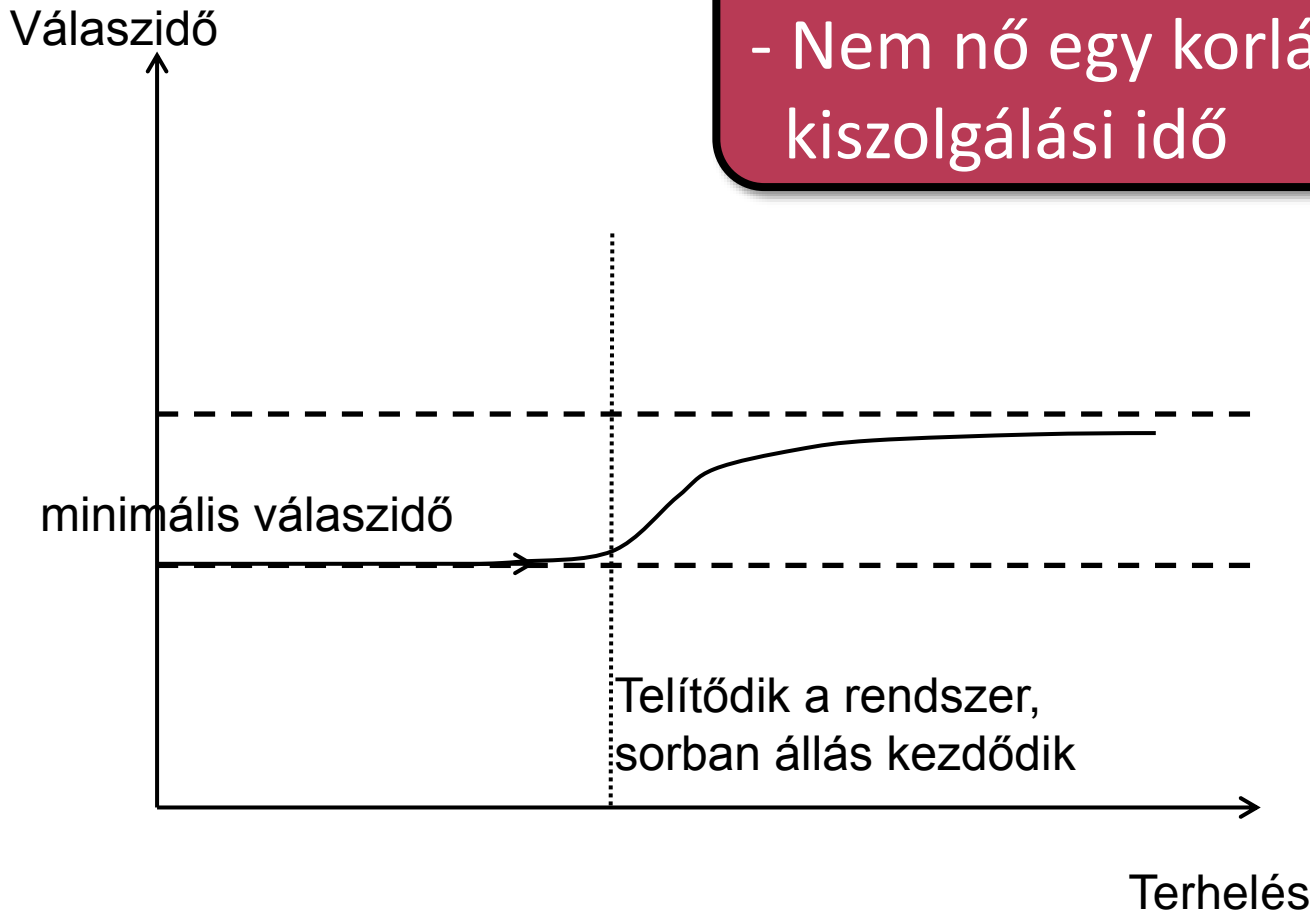 Válaszidő
- Nem nő egy korlá
kiszolgálási idő
minimális válaszidő
Telítődik a rendszer,
sorban állás kezdődik
Terhelés